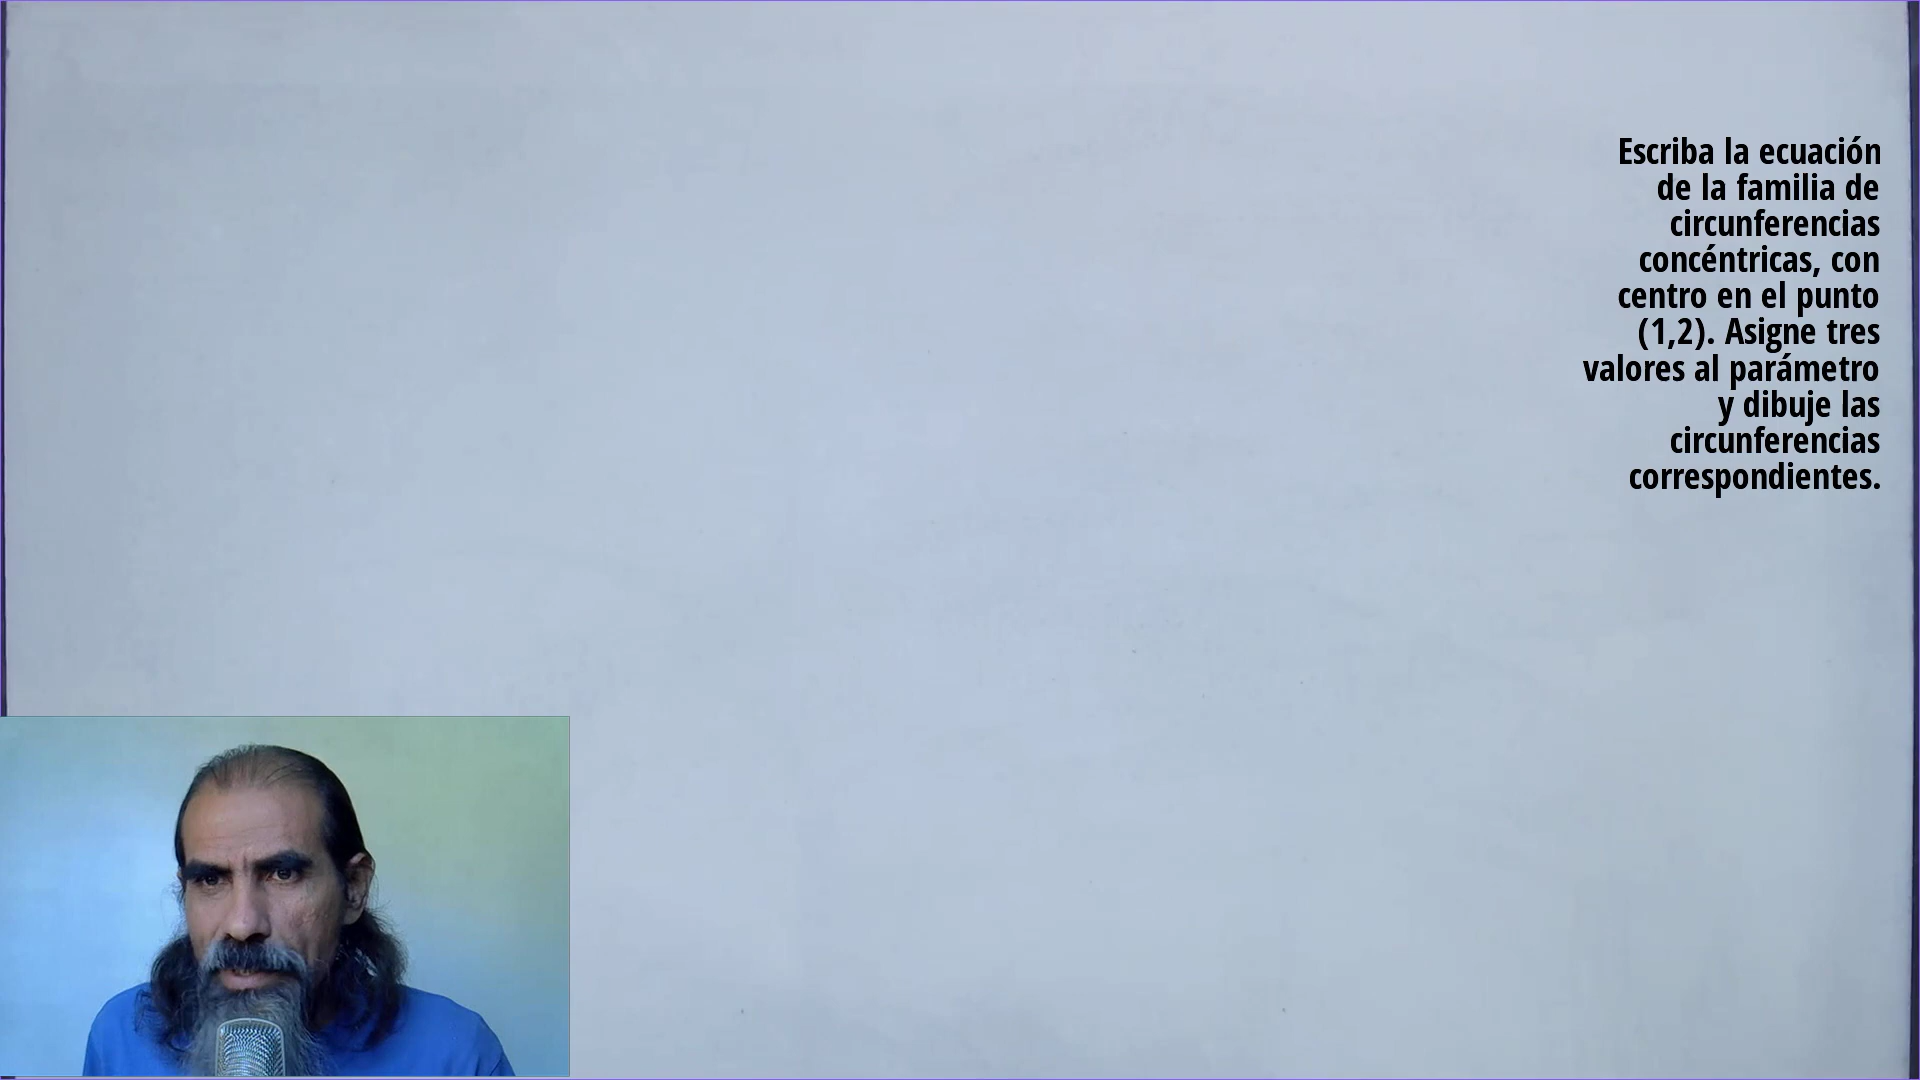 Escriba la ecuación
de la familia de
circunferencias
concéntricas, con
centro en el punto
(1,2). Asigne tres
valores al parámetro
y dibuje las
circunferencias
correspondientes.